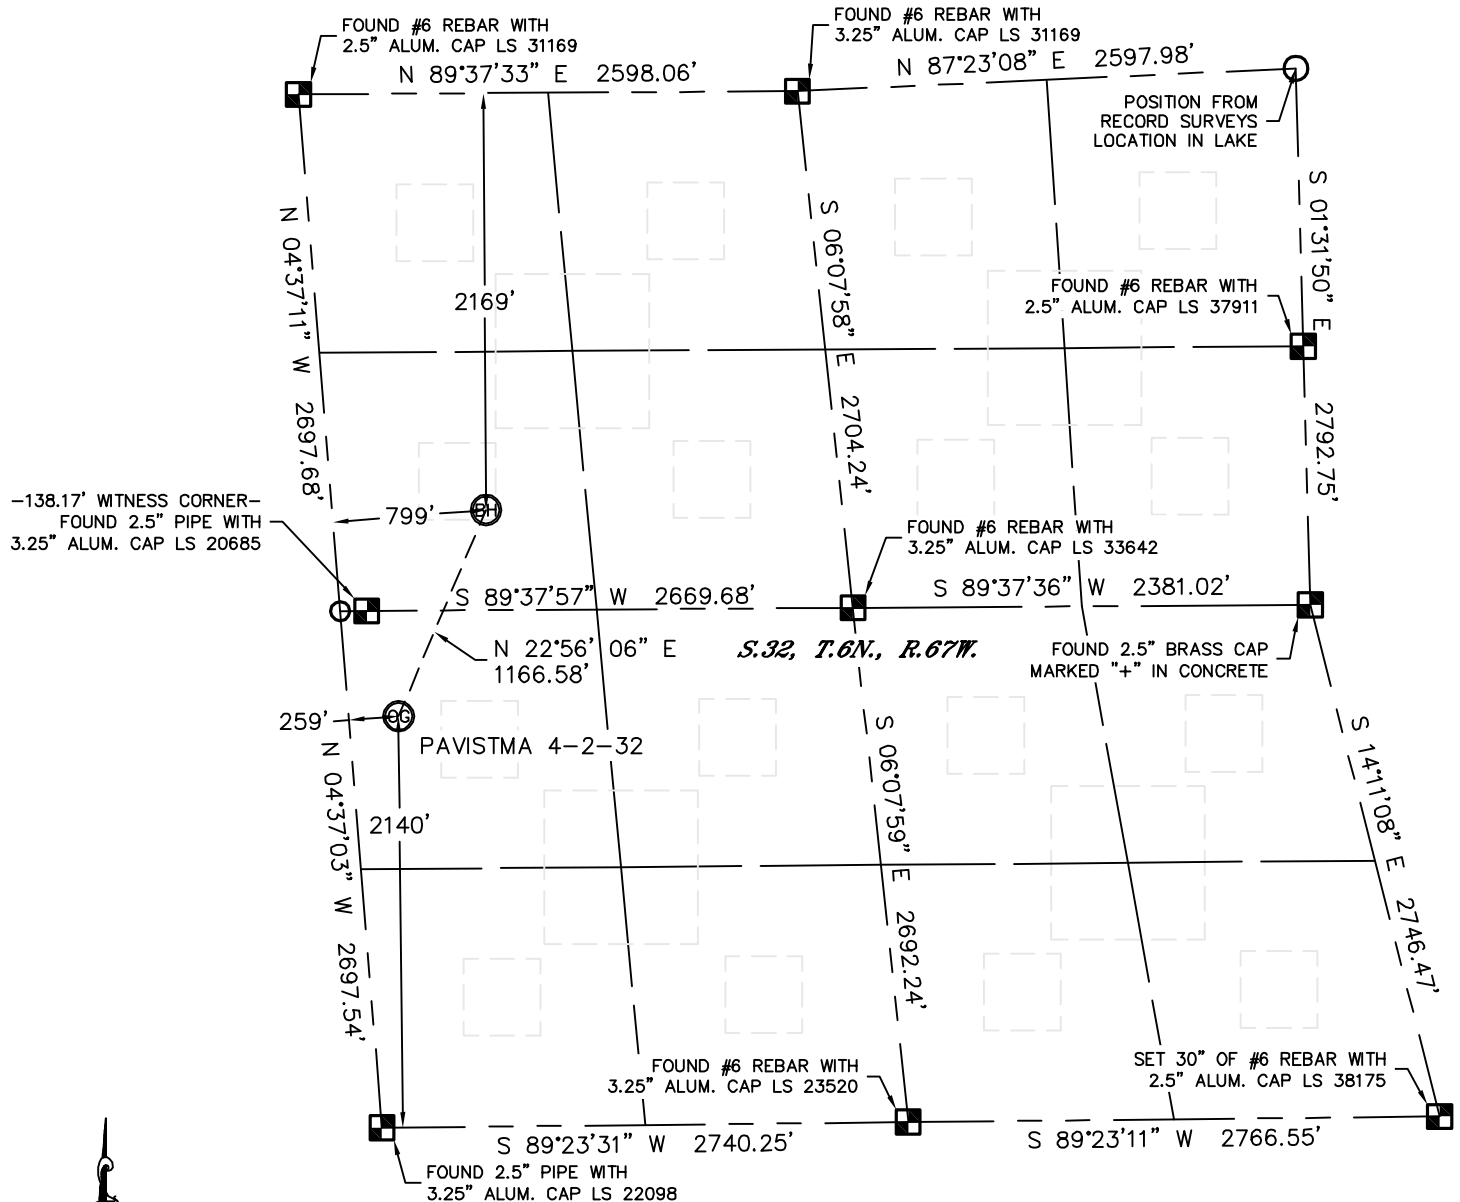 FOUND #6 REBAR WITH
2.5" ALUM. CAP LS 31169
FOUND #6 REBAR WITH
3.25" ALUM. CAP LS 31169
N 89°37'33" E 2598.06'
N 87°23'08" E 2597.98'
POSITION FROM
RECORD SURVEYS
LOCATION IN LAKE
N 04°37'11" W 2697.68'
S 06°07'58" E 2704.24'
S 01°31'50" E 2792.75'
2169'
FOUND #6 REBAR WITH
2.5" ALUM. CAP LS 37911
-138.17' WITNESS CORNER-
FOUND 2.5" PIPE WITH
3.25" ALUM. CAP LS 20685
799'
BH
FOUND #6 REBAR WITH
3.25" ALUM. CAP LS 33642
S 89°37'57" W 2669.68'
S 89°37'36" W 2381.02'
N 22°56' 06" E
1166.58'
S.32, T.6N., R.67W.
FOUND 2.5" BRASS CAP
MARKED "+" IN CONCRETE
259'
OG
PAVISTMA 4-2-32
N 04°37'03" W 2697.54'
2140'
S 06°07'59" E 2692.24'
S 14°11'08" E 2746.47'
FOUND #6 REBAR WITH
3.25" ALUM. CAP LS 23520
SET 30" OF #6 REBAR WITH
2.5" ALUM. CAP LS 38175
S 89°23'31" W 2740.25'
S 89°23'11" W 2766.55'
FOUND 2.5" PIPE WITH
3.25" ALUM. CAP LS 22098